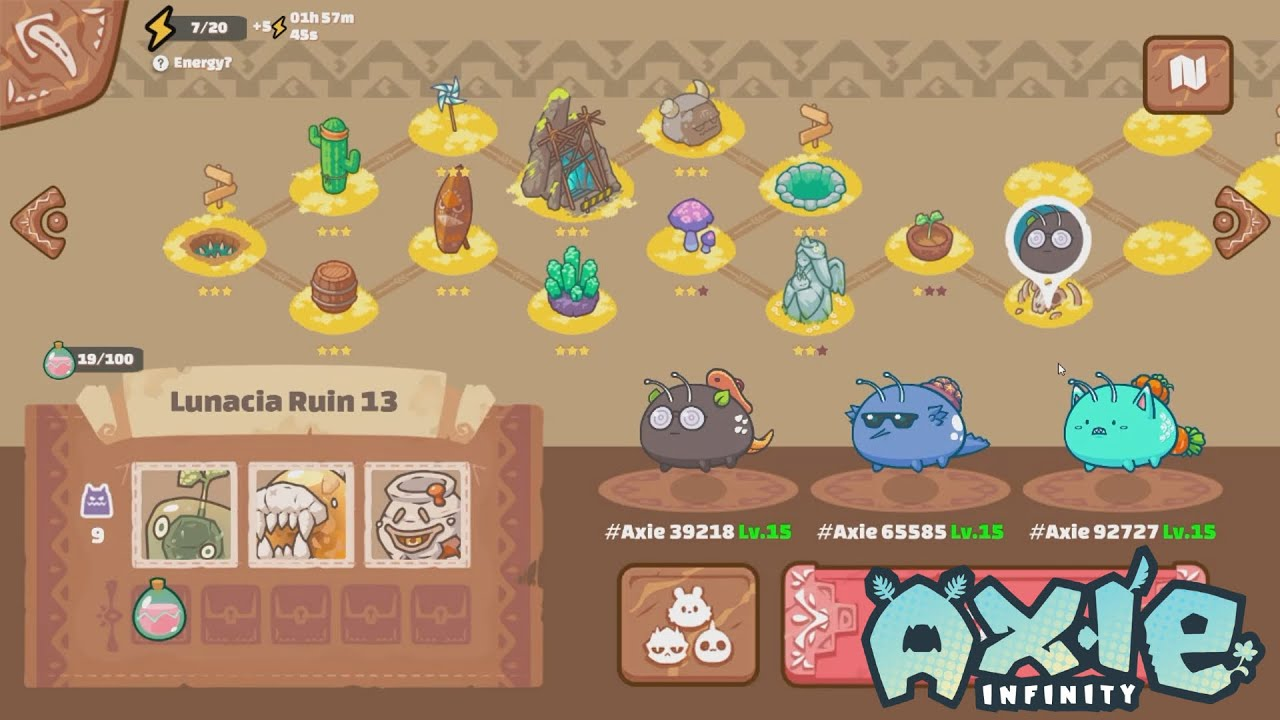 7/20
+5
01h 57m
45s
? Energy?
19/100
Lunacia Ruin 13
9
#Axie 39218 Lv.15
#Axie 65585 Lv.15
#Axie 92727 Lv.15
AXIE
INFINITY